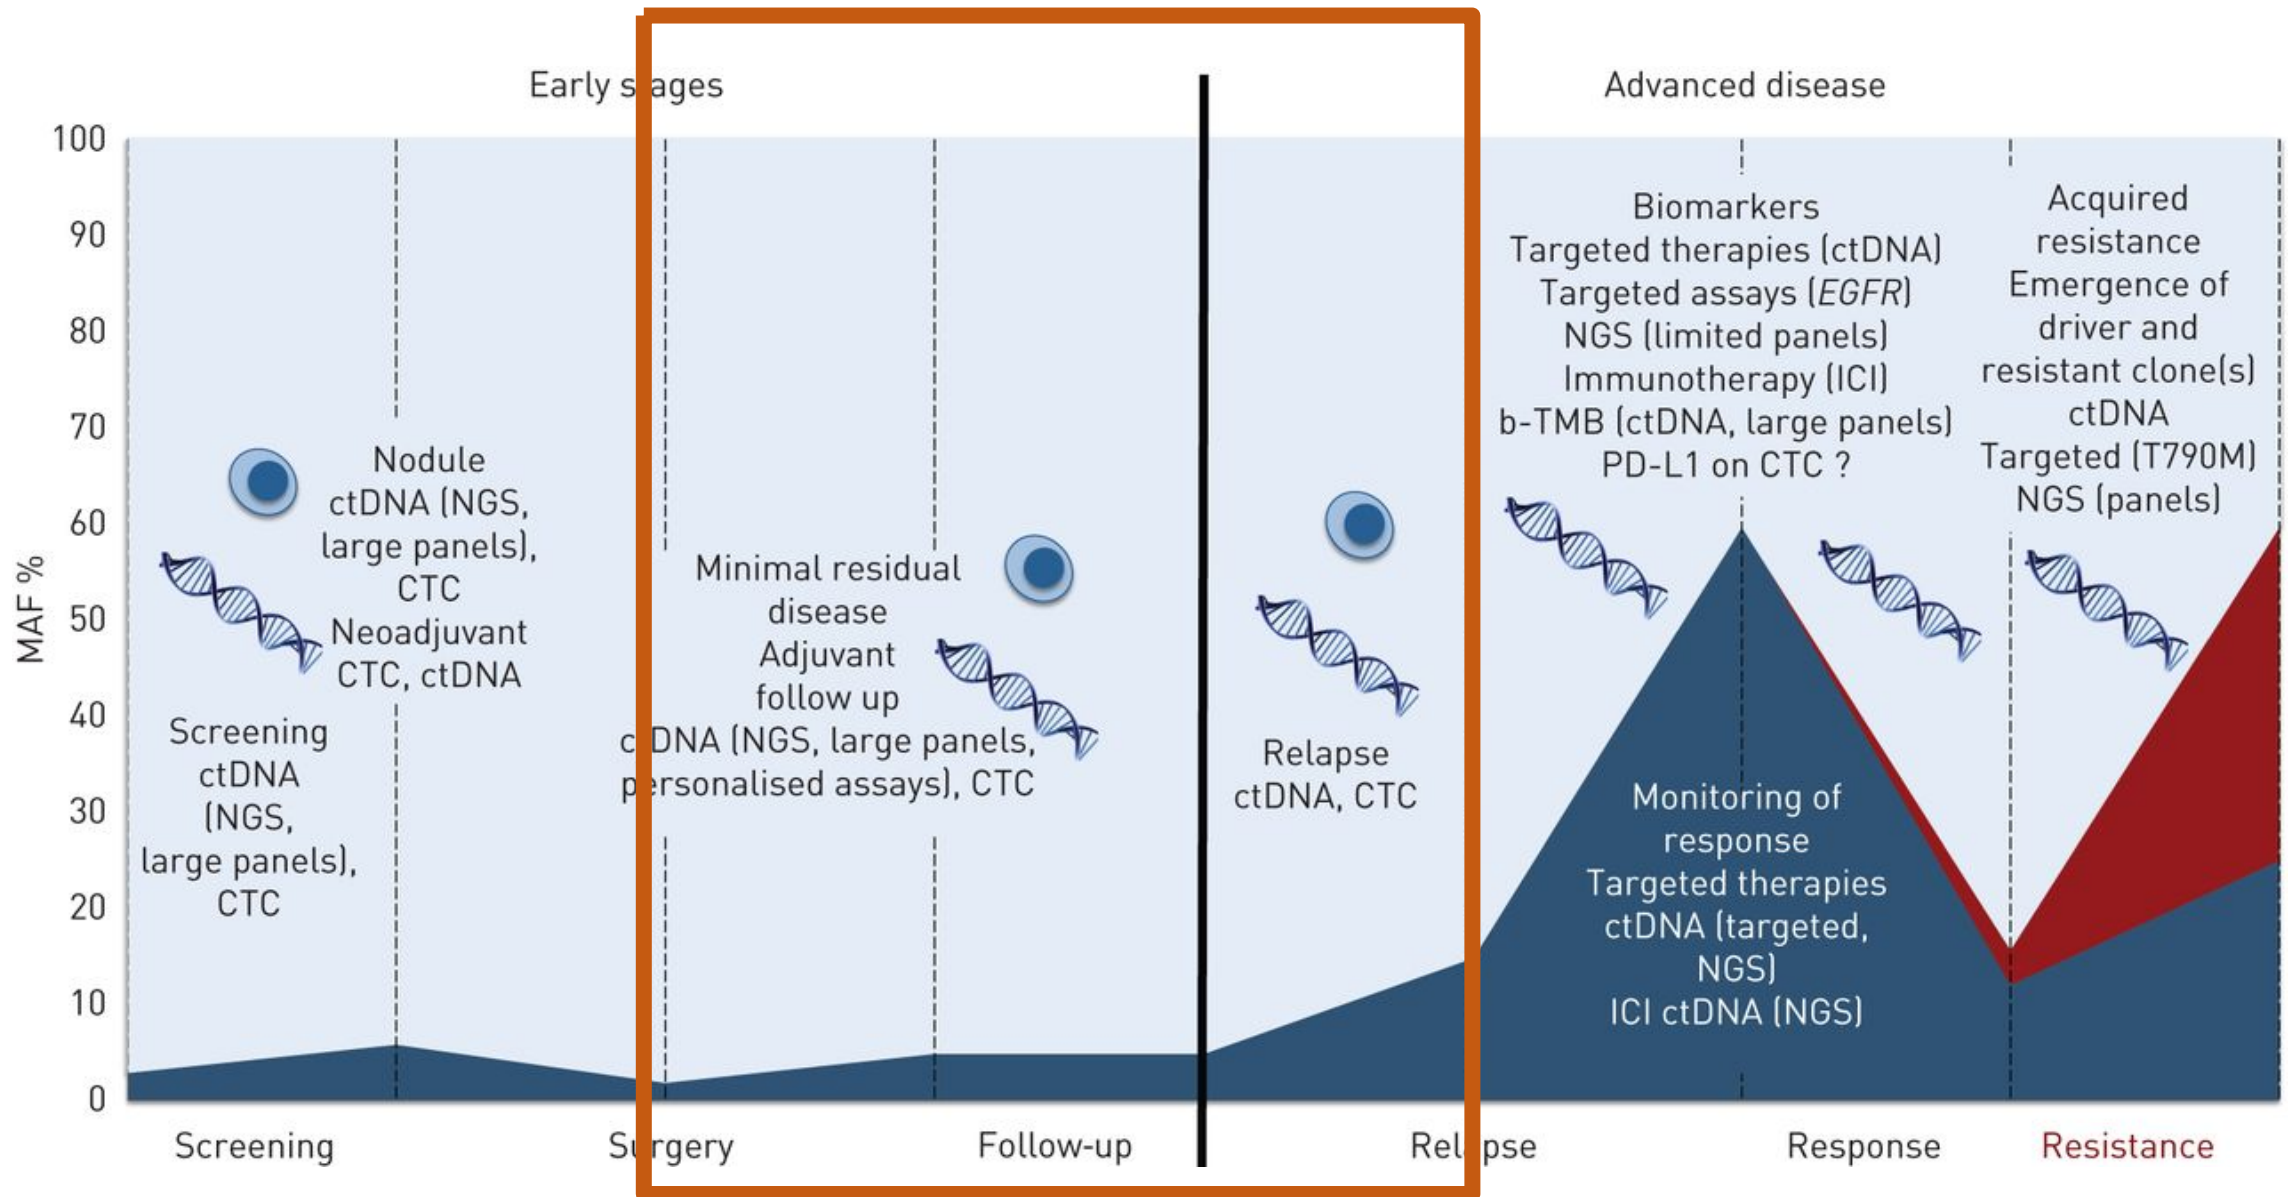 Early stages
Advanced disease
100
90
80
70
60
50
40
30
20
10
0
MAF %
Screening
ctDNA
(NGS,
large panels),
CTC
Nodule
ctDNA (NGS,
large panels),
CTC
Neoadjuvant
CTC, ctDNA
Minimal residual
disease
Adjuvant
follow up
ctDNA (NGS, large panels,
personalised assays), CTC
Relapse
ctDNA, CTC
Biomarkers
Targeted therapies (ctDNA)
Targeted assays (EGFR)
NGS (limited panels)
Immunotherapy (ICI)
b-TMB (ctDNA, large panels)
PD-L1 on CTC ?
Monitoring of
response
Targeted therapies
ctDNA (targeted,
NGS)
ICI ctDNA (NGS)
Acquired
resistance
Emergence of
driver and
resistant clone(s)
ctDNA
Targeted (T790M)
NGS (panels)
Screening
Surgery
Follow-up
Relapse
Response
Resistance